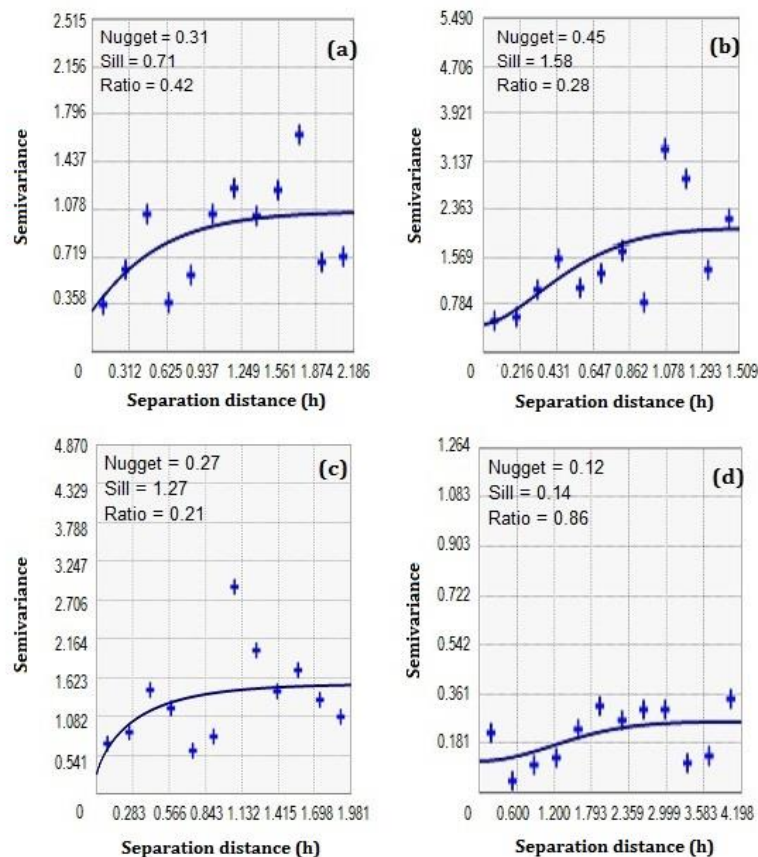 2.515
2.156
1.796
1.437
1.078
0.719
0.358
Semivariance
Nugget = 0.31
Sill = 0.71
Ratio = 0.42
(a)
0 0.312 0.625 0.937 1.249 1.561 1.874 2.186
Separation distance (h)
5.490
4.706
3.921
3.137
2.363
1.569
0.784
Semivariance
Nugget = 0.45
Sill = 1.58
Ratio = 0.28
(b)
0 0.216 0.431 0.647 0.862 1.078 1.293 1.509
Separation distance (h)
4.870
4.329
3.788
3.247
2.706
2.164
1.623
1.082
0.541
Semivariance
Nugget = 0.27
Sill = 1.27
Ratio = 0.21
(c)
0 0.283 0.566 0.843 1.132 1.415 1.698 1.981
Separation distance (h)
1.264
1.083
0.903
0.722
0.542
0.361
0.181
Semivariance
Nugget = 0.12
Sill = 0.14
Ratio = 0.86
(d)
0 0.600 1.200 1.793 2.359 2.999 3.583 4.198
Separation distance (h)